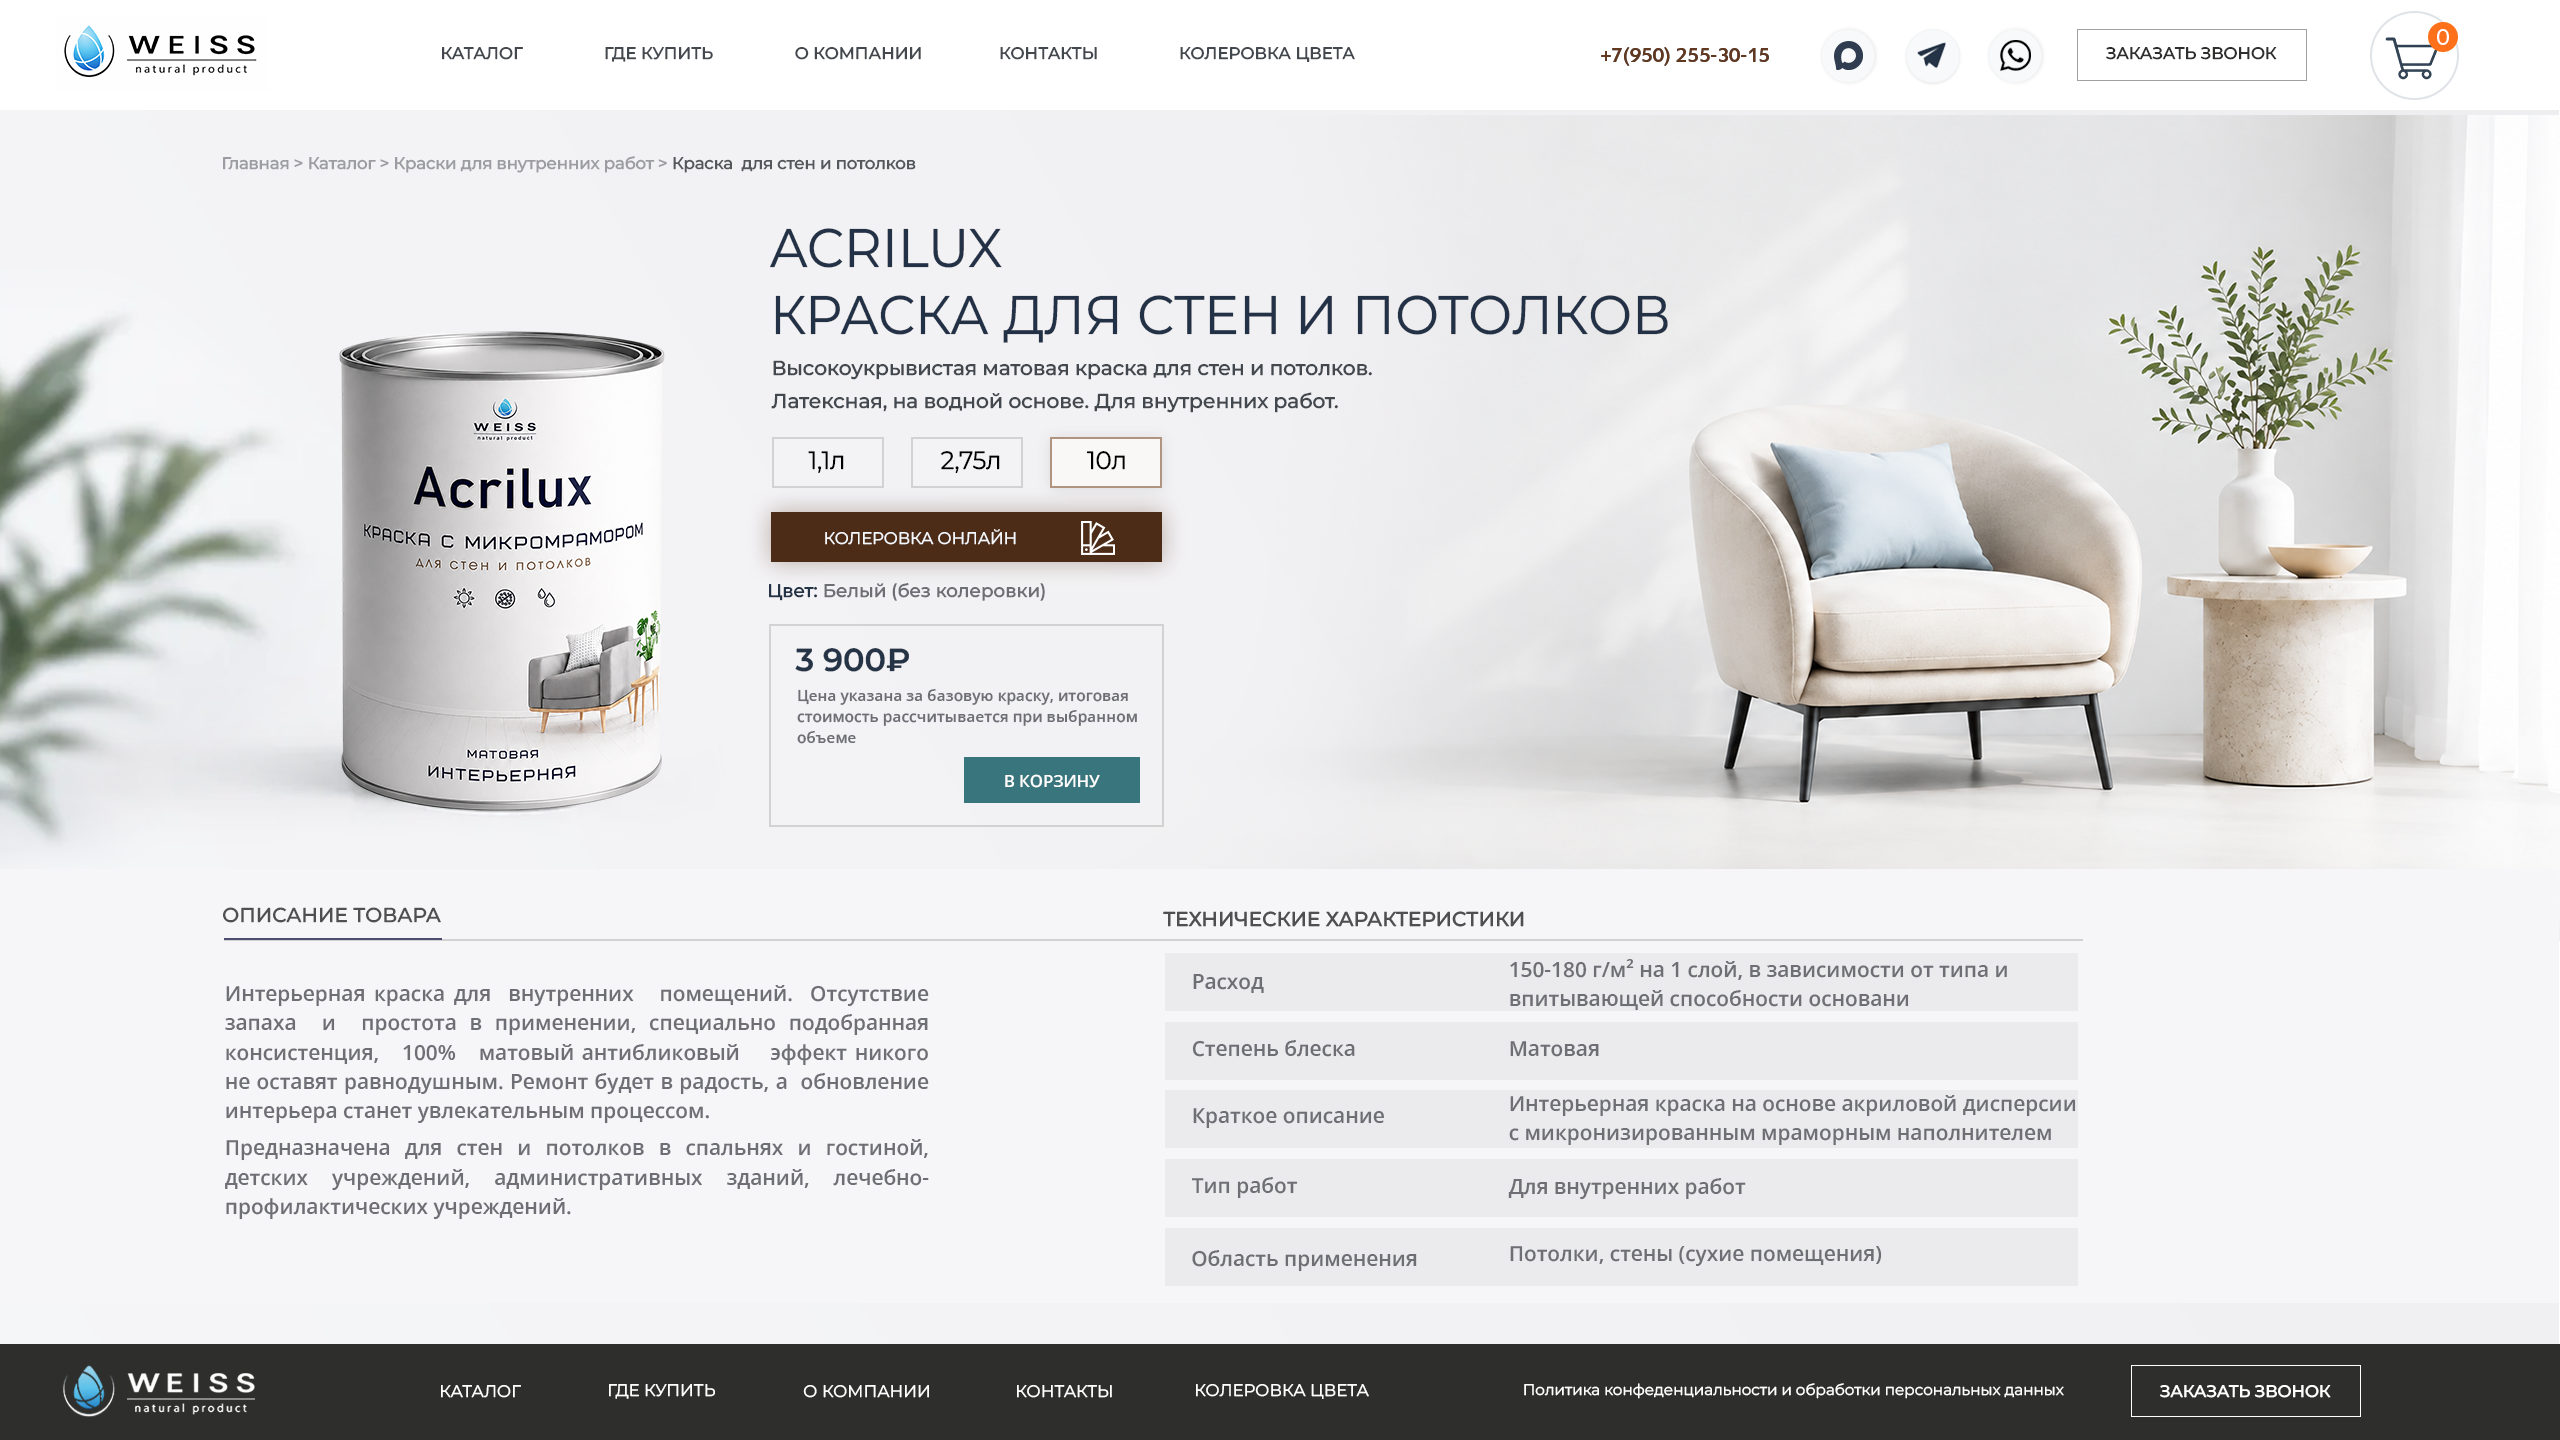 WEISS
natural product
КАТАЛОГ
ГДЕ КУПИТЬ
О КОМПАНИИ
КОНТАКТЫ
КОЛЕРОВКА ЦВЕТА
+7(950) 255-30-15
ЗАКАЗАТЬ ЗВОНОК
0
Главная > Каталог > Краски для внутренних работ > Краска для стен и потолков
ACRILUX
КРАСКА ДЛЯ СТЕН И ПОТОЛКОВ
Высокоукрывистая матовая краска для стен и потолков.
Латексная, на водной основе. Для внутренних работ.
1,1л
2,75л
10л
КОЛЕРОВКА ОНЛАЙН
Цвет: Белый (без колеровки)
3 900₽
Цена указана за базовую краску, итоговая
стоимость рассчитывается при выбранном
объеме
В КОРЗИНУ
WEISS
natural product
Acrilux
КРАСКА С МИКРОМРАМОРОМ
ДЛЯ СТЕН И ПОТОЛКОВ
МАТОВАЯ
ИНТЕРЬЕРНАЯ
ОПИСАНИЕ ТОВАРА
Интерьерная краска для внутренних помещений. Отсутствие
запаха и простота в применении, специально подобранная
консистенция, 100% матовый антибликовый эффект никого
не оставят равнодушным. Ремонт будет в радость, а обновление
интерьера станет увлекательным процессом.
Предназначена для стен и потолков в спальнях и гостиной,
детских учреждений, административных зданий, лечебно-
профилактических учреждений.
ТЕХНИЧЕСКИЕ ХАРАКТЕРИСТИКИ
Расход
150-180 г/м² на 1 слой, в зависимости от типа и
впитывающей способности основани
Степень блеска
Матовая
Краткое описание
Интерьерная краска на основе акриловой дисперсии
с микронизированным мраморным наполнителем
Тип работ
Для внутренних работ
Область применения
Потолки, стены (сухие помещения)
WEISS
natural product
КАТАЛОГ
ГДЕ КУПИТЬ
О КОМПАНИИ
КОНТАКТЫ
КОЛЕРОВКА ЦВЕТА
Политика конфеденциальности и обработки персональных данных
ЗАКАЗАТЬ ЗВОНОК